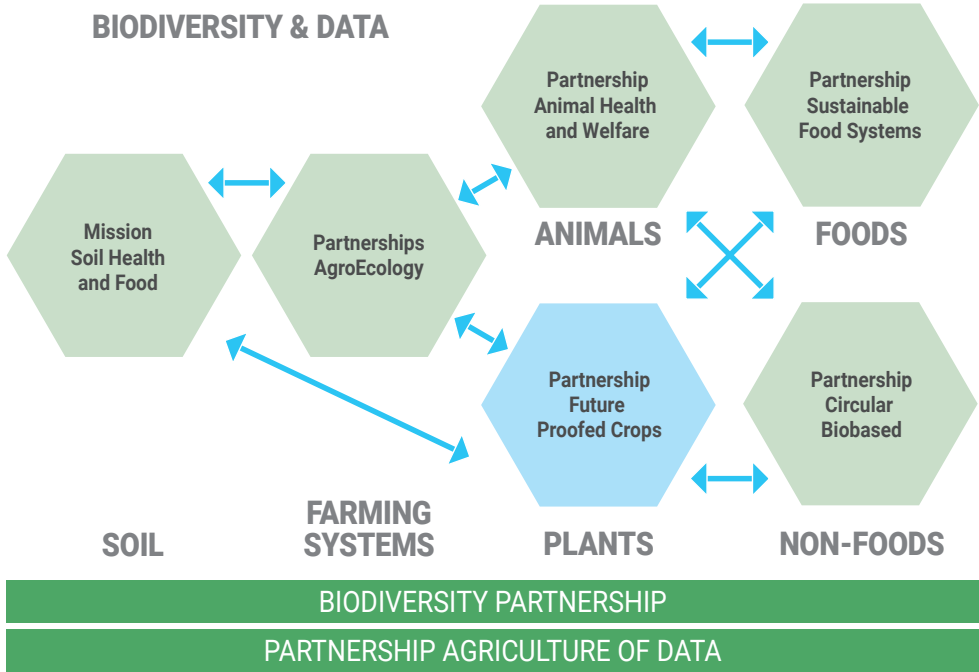 BIODIVERSITY & DATA
Partnership
Animal Health
and Welfare
Partnership
Sustainable
Food Systems
Mission
Soil Health
and Food
Partnerships
AgroEcology
ANIMALS
FOODS
Partnership
Future
Proofed Crops
Partnership
Circular
Biobased
SOIL
FARMING
SYSTEMS
PLANTS
NON-FOODS
BIODIVERSITY PARTNERSHIP
PARTNERSHIP AGRICULTURE OF DATA